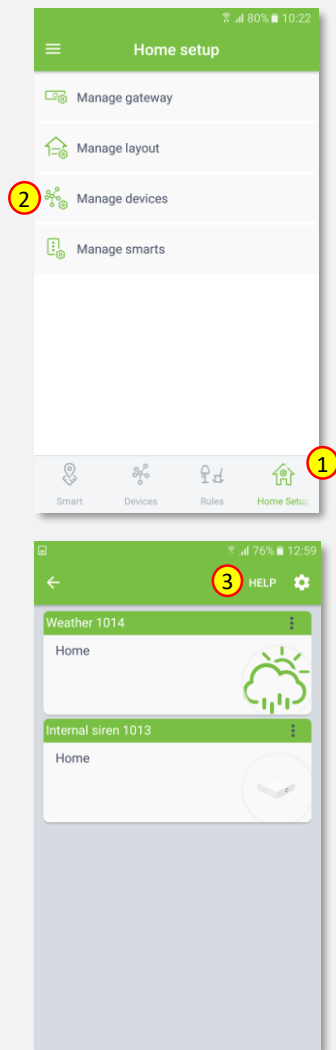 80% 10:22
Home setup
Manage gateway
Manage layout
2
Manage devices
Manage smarts
1
Smart
Devices
Rules
Home Setu
76% 12:59
3
HELP
Weather 1014
Home
Internal siren 1013
Home